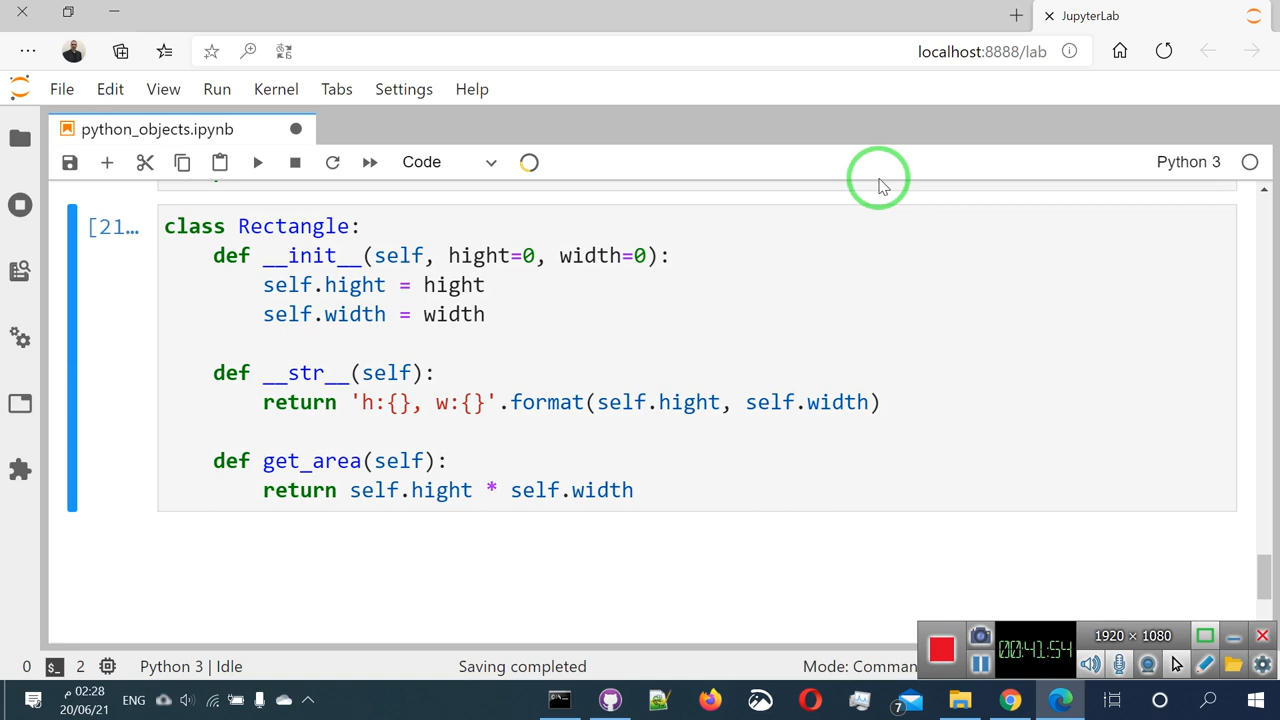 JupyterLab
localhost:8888/lab
File Edit View Run Kernel Tabs Settings Help
python_objects.ipynb
Code
Python 3
[21...
class Rectangle:
    def __init__(self, hight=0, width=0):
        self.hight = hight
        self.width = width
    def __str__(self):
        return 'h:{}, w:{}'.format(self.hight, self.width)
    def get_area(self):
        return self.hight * self.width
00:41:54
1920 × 1080
0 2 Python 3 | Idle Saving completed Mode: Comman
02:28 م
20/06/21
ENG
7